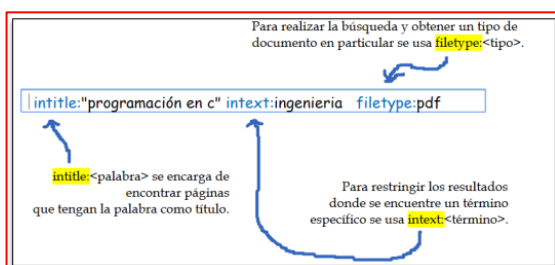 Para realizar la búsqueda y obtener un tipo de
documento en particular se usa filetype:<tipo>.
intitle:"programación en c" intext:ingenieria filetype:pdf
intitle:<palabra> se encarga de
encontrar páginas
que tengan la palabra como título.
Para restringir los resultados
donde se encuentre un término
específico se usa intext:<término>.